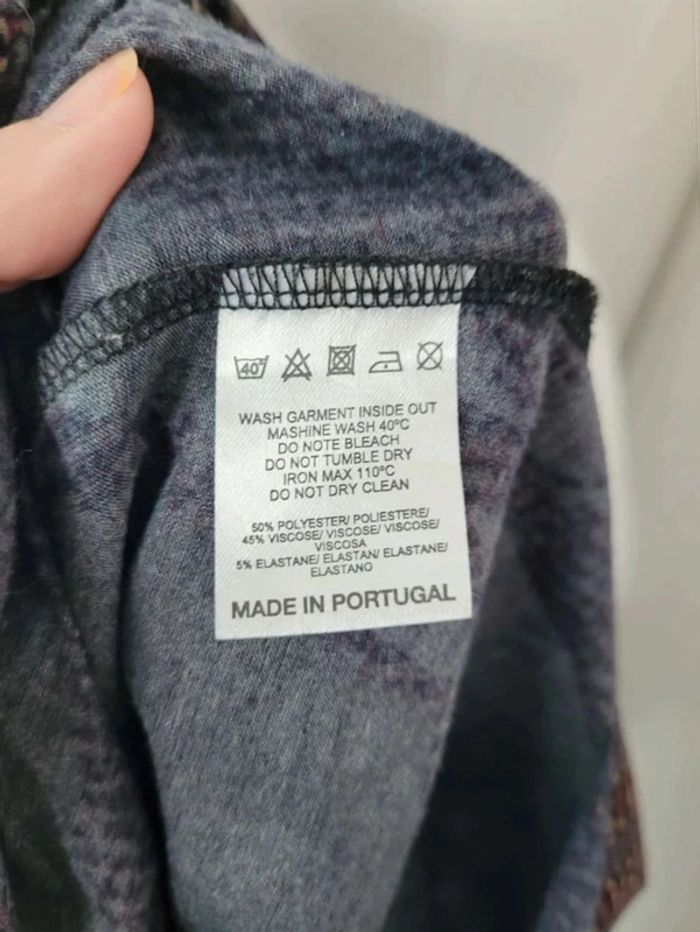 40°
WASH GARMENT INSIDE OUT
MASHINE WASH 40°C
DO NOTE BLEACH
DO NOT TUMBLE DRY
IRON MAX 110°C
DO NOT DRY CLEAN
50% POLYESTER/ POLIESTERE/
45% VISCOSE/ VISCOSE/ VISCOSE/
VISCOSA
5% ELASTANE/ ELASTAN/ ELASTANE/
ELASTANO
MADE IN PORTUGAL